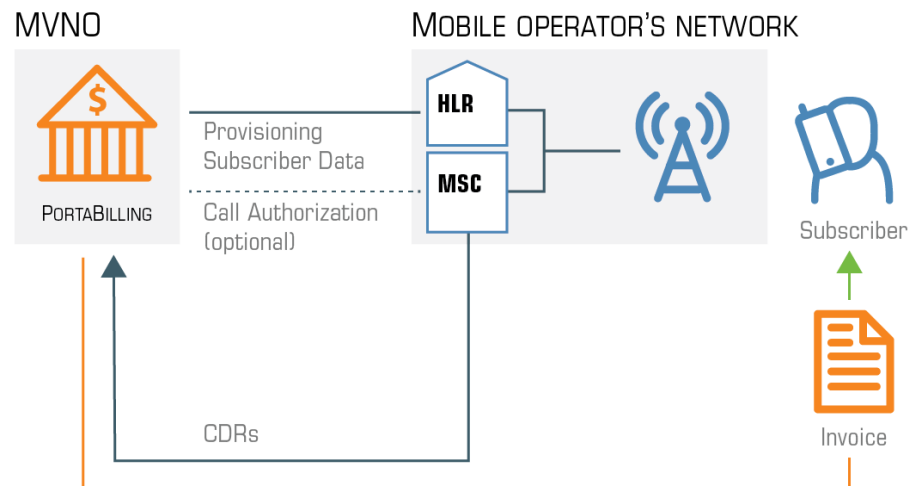 MVNO
MOBILE OPERATOR'S NETWORK
$
PORTABILLING
Provisioning
Subscriber Data
Call Authorization
(optional)
HLR
MSC
CDRs
Subscriber
Invoice